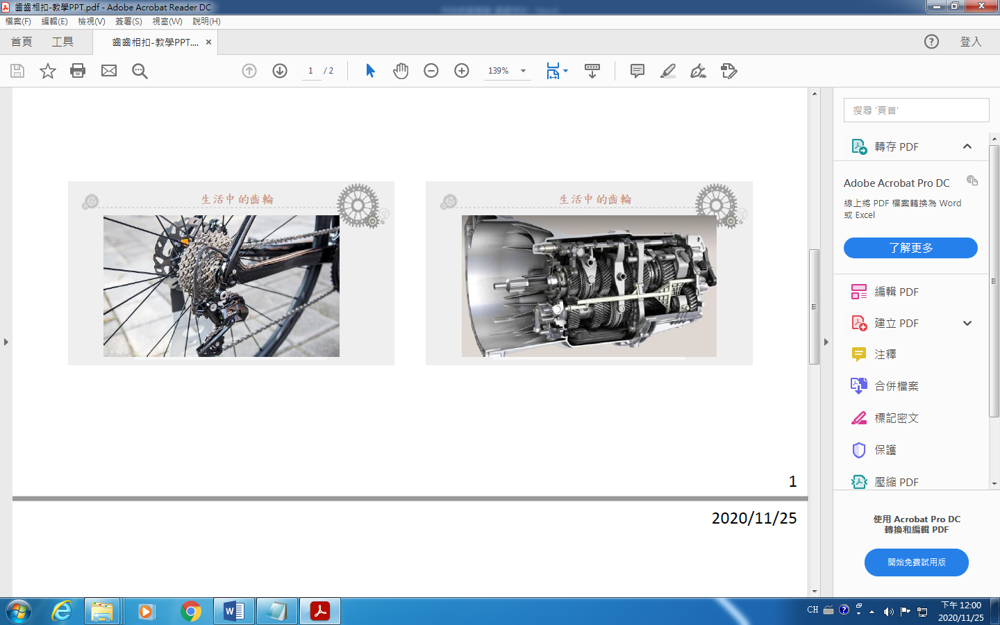 齒齒相扣-教學PPT.pdf - Adobe Acrobat Reader DC
檔案(F) 編輯(E) 檢視(V) 簽署(S) 視窗(W) 說明(H)
首頁 工具 齒齒相扣-教學PPT.... × 登入
1 / 2 139%
搜尋 '頁首'
轉存 PDF
Adobe Acrobat Pro DC
線上將 PDF 檔案轉換為 Word
或 Excel
了解更多
編輯 PDF
建立 PDF
注釋
合併檔案
標記密文
保護
壓縮 PDF
使用 Acrobat Pro DC
轉換和編輯 PDF
開始免費試用版
生活中的齒輪
生活中的齒輪
1
2020/11/25
CH
下午 12:00
2020/11/25